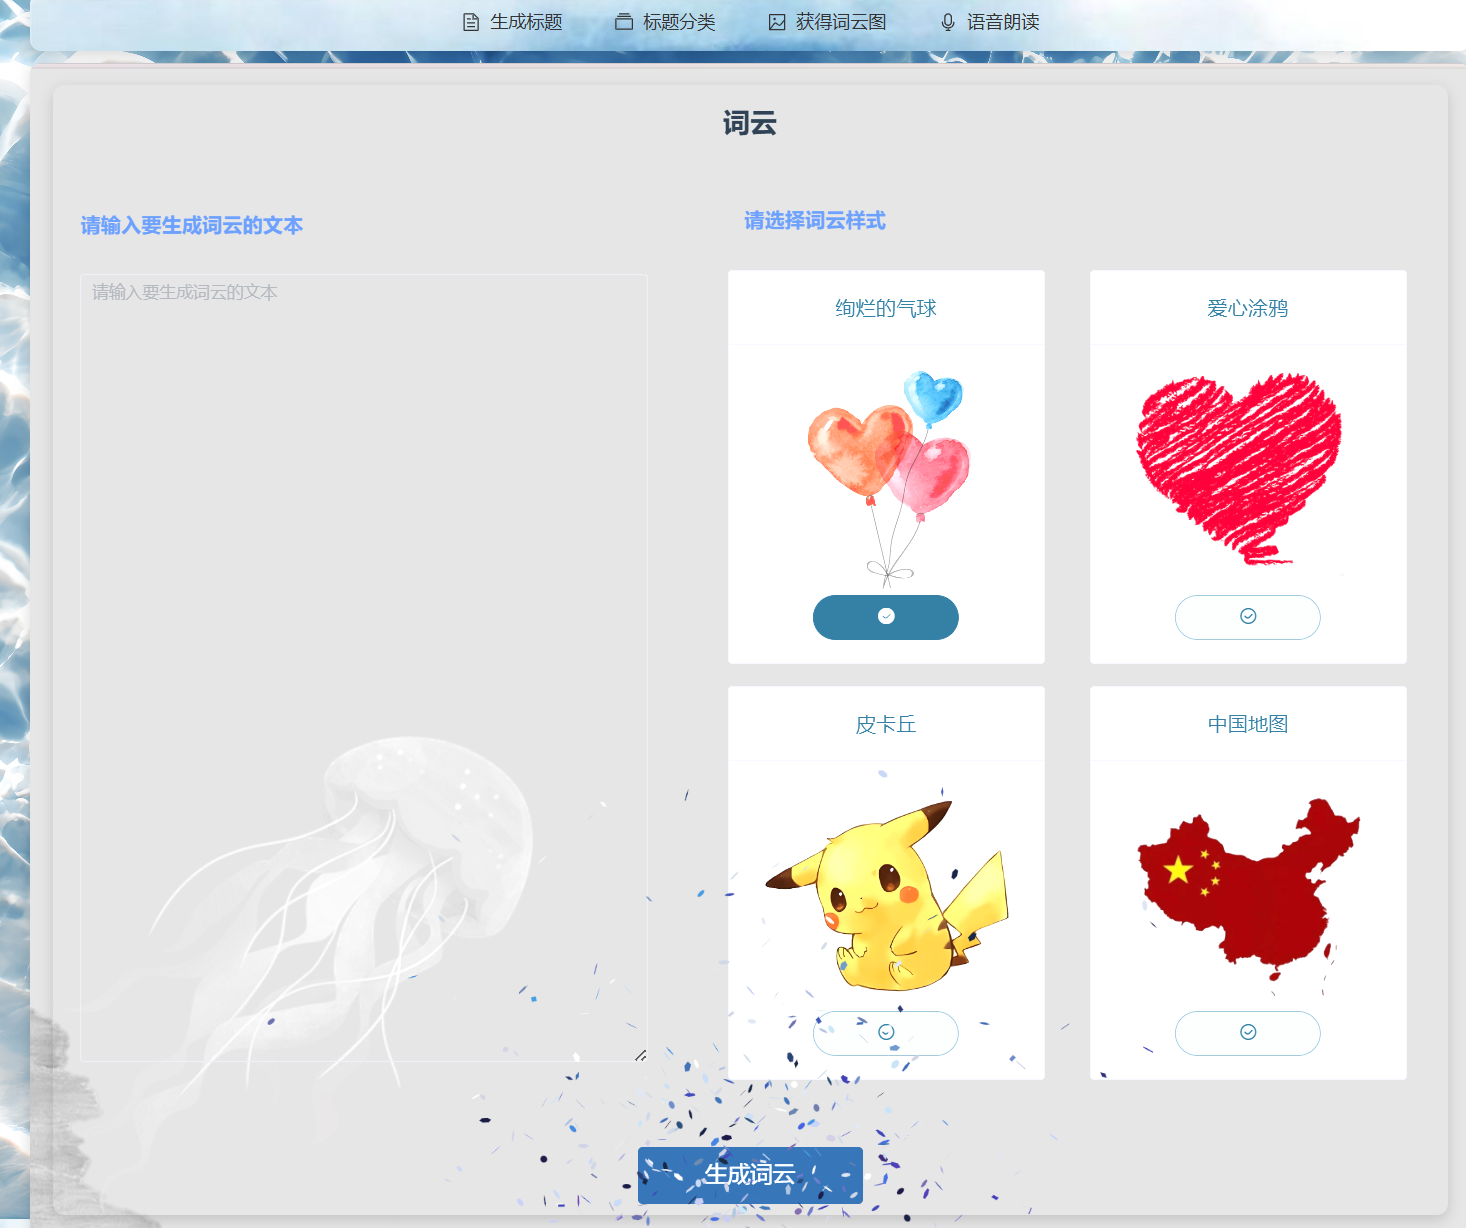 生成标题
标题分类
获得词云图
语音朗读
词云
请输入要生成词云的文本
请选择词云样式
请输入要生成词云的文本
绚烂的气球
爱心涂鸦
皮卡丘
中国地图
生成词云